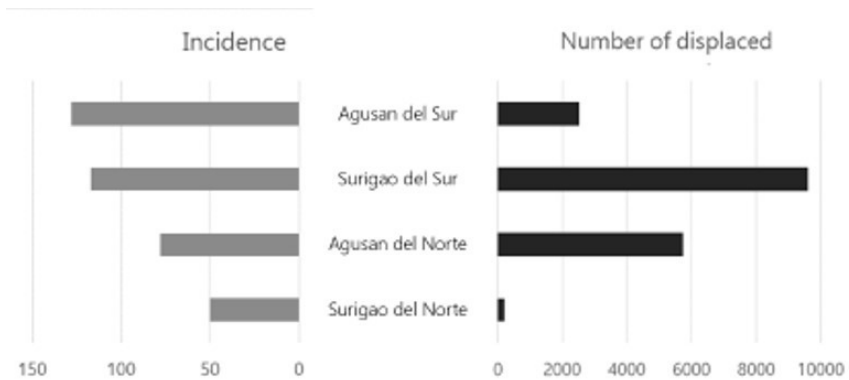 Incidence
Number of displaced
Agusan del Sur
Surigao del Sur
Agusan del Norte
Surigao del Norte
150 100 50 0
0 2000 4000 6000 8000 10000